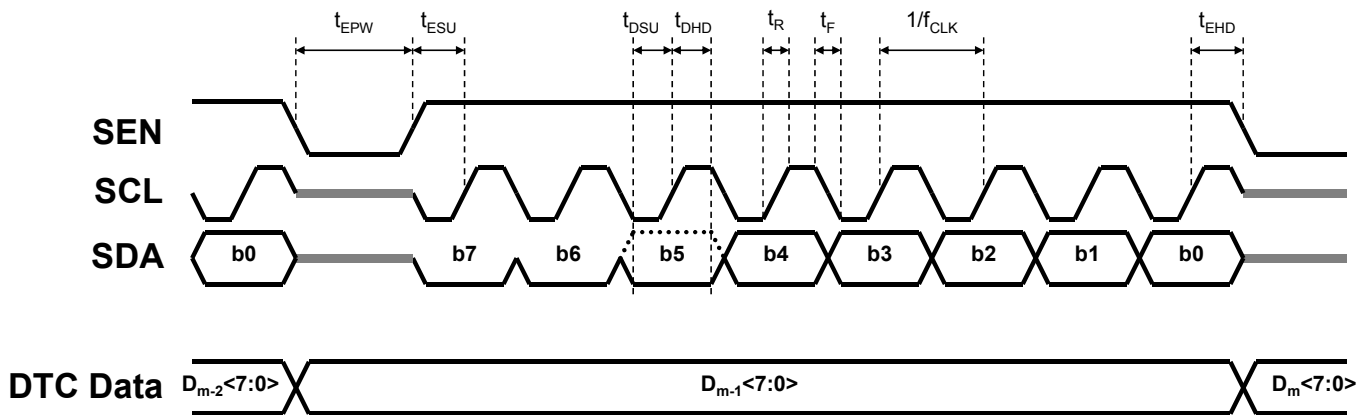 tEPW tESU tDSU tDHD tR tF 1/fCLK tEHD
SEN
SCL
SDA b0 b7 b6 b5 b4 b3 b2 b1 b0
DTC Data Dm-2<7:0> Dm-1<7:0> Dm<7:0>